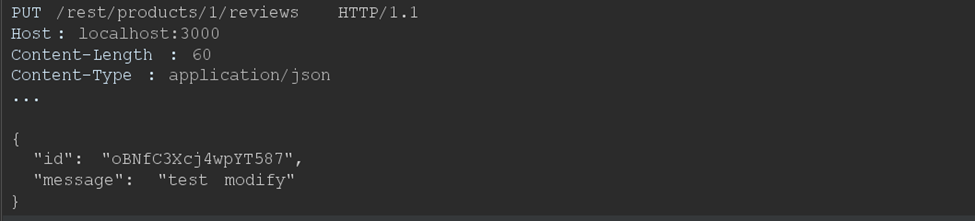 PUT /rest/products/1/reviews HTTP/1.1
Host : localhost:3000
Content-Length : 60
Content-Type : application/json
...
{
"id": "oBNfC3Xcj4wpYT587",
"message": "test modify"
}